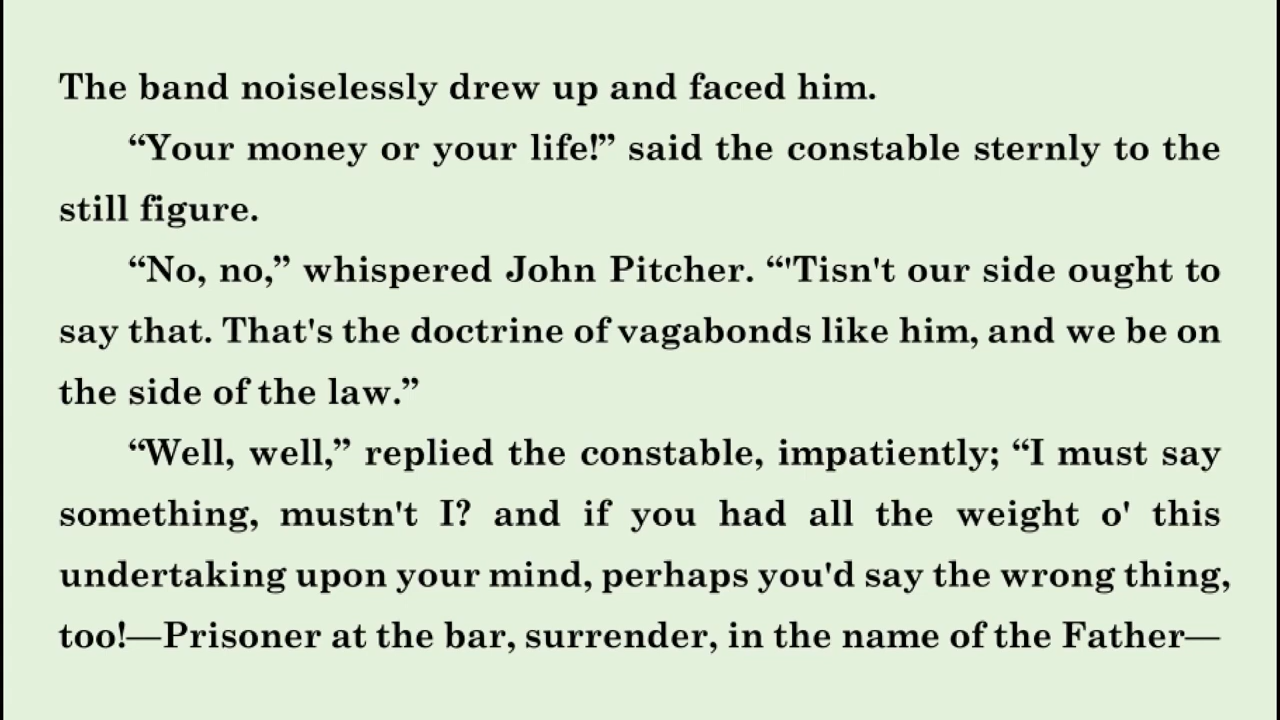 The band noiselessly drew up and faced him.
“Your money or your life!” said the constable sternly to the
still figure.
“No, no,” whispered John Pitcher. “'Tisn't our side ought to
say that. That's the doctrine of vagabonds like him, and we be on
the side of the law.”
“Well, well,” replied the constable, impatiently; “I must say
something, mustn't I? and if you had all the weight o' this
undertaking upon your mind, perhaps you'd say the wrong thing,
too!—Prisoner at the bar, surrender, in the name of the Father—